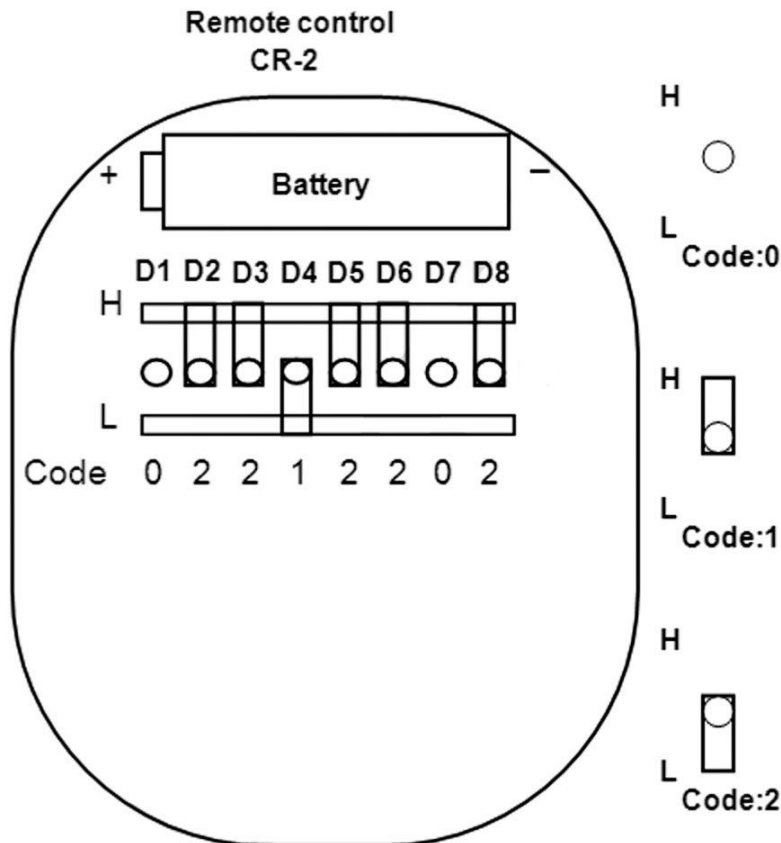 Remote control
CR-2
+ Battery −
D1 D2 D3 D4 D5 D6 D7 D8
H
L
Code 0 2 2 1 2 2 0 2
H
L
Code:0
H
L
Code:1
H
L
Code:2